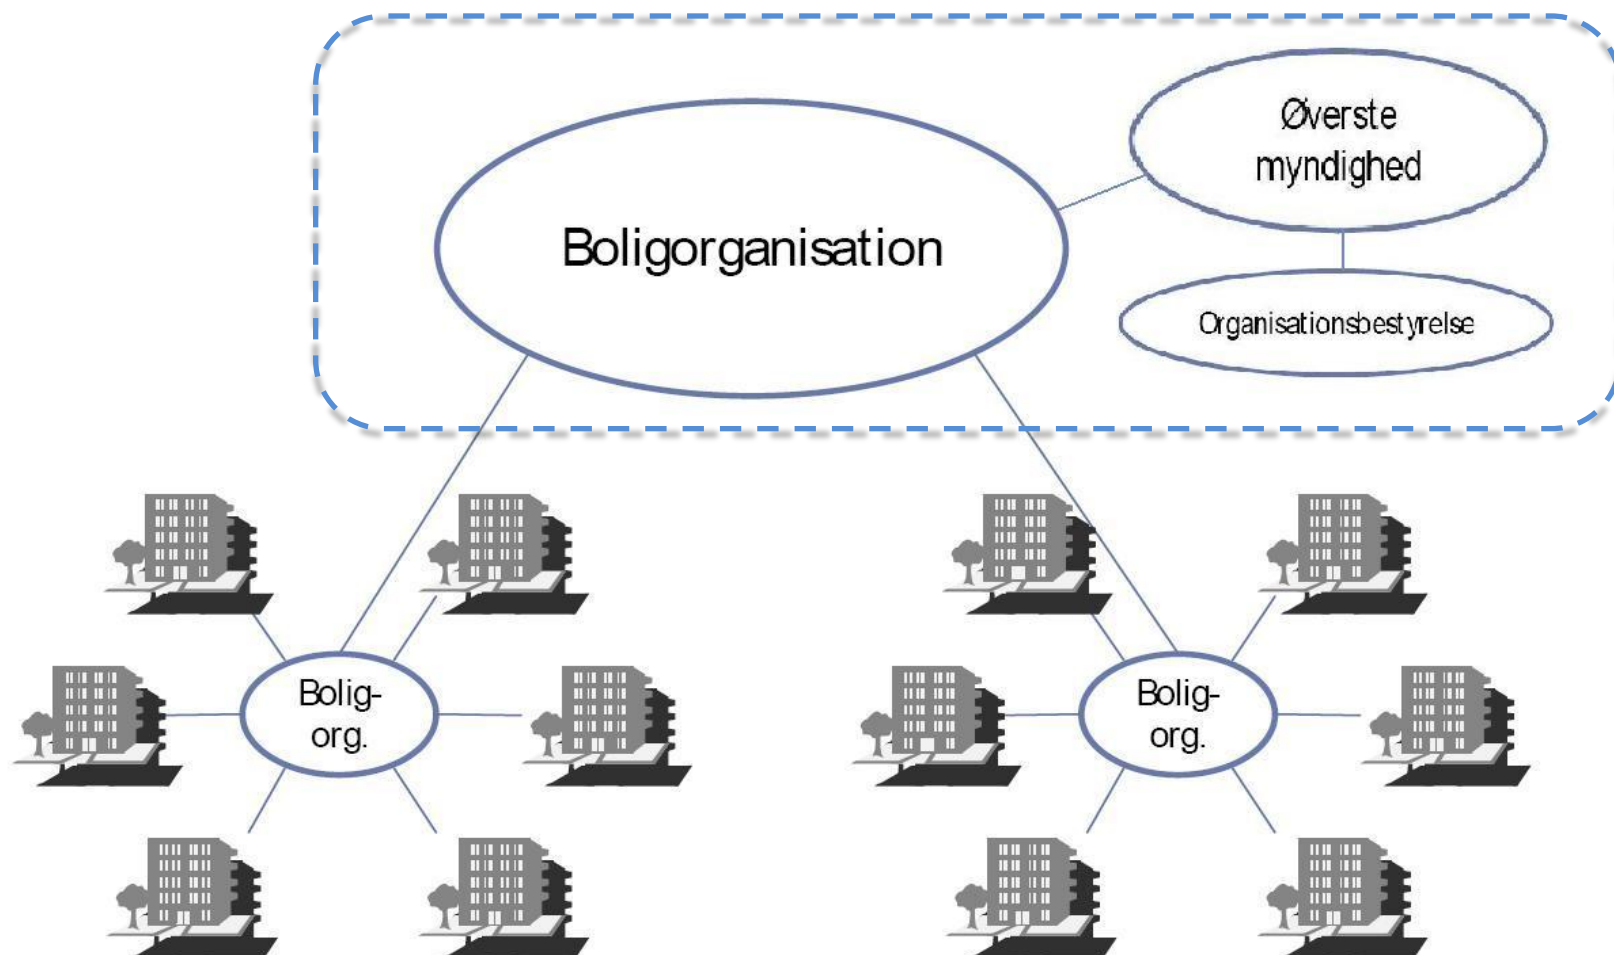 Øverste
myndighed
Boligorganisation
Organisationsbestyrelse
Bolig-
org.
Bolig-
org.